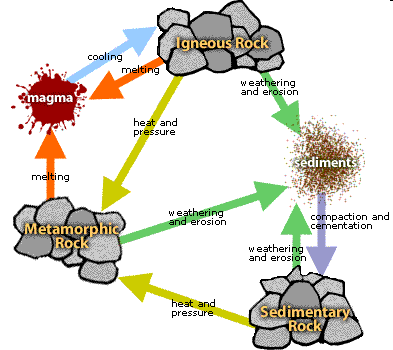 Igneous Rock
cooling
melting
weathering
and erosion
magma
heat and
pressure
sediments
melting
weathering
and erosion
compaction and
cementation
Metamorphic
Rock
weathering
and erosion
heat and
pressure
Sedimentary
Rock